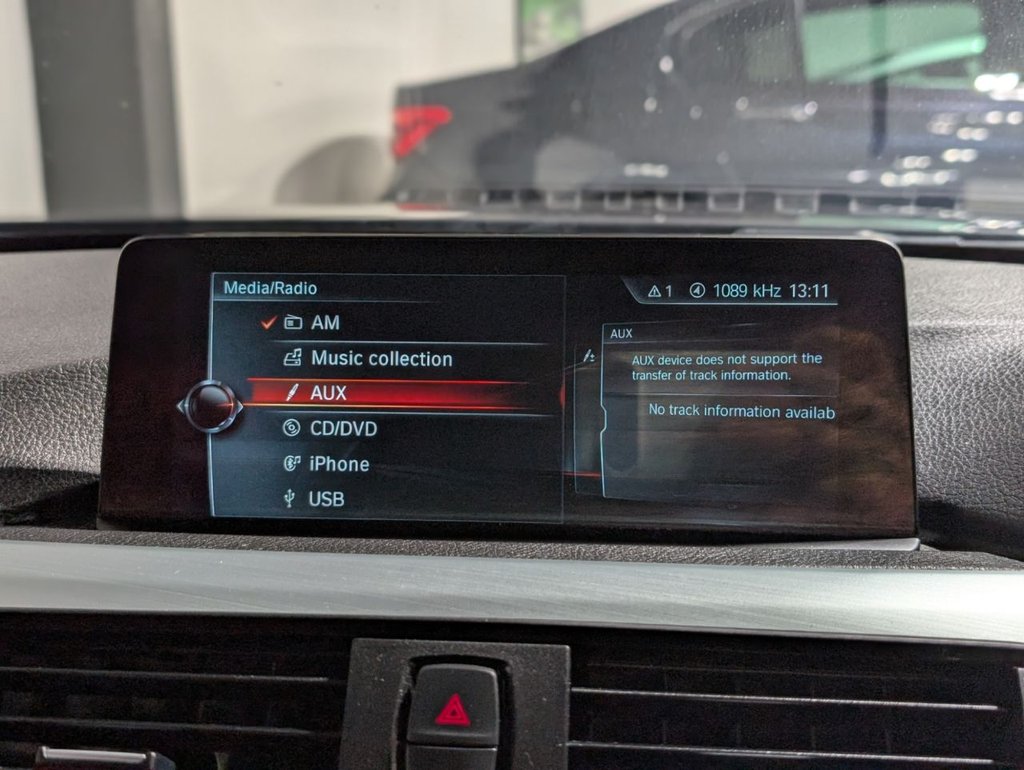 Media/Radio
1 1089 kHz 13:11
AM
Music collection
AUX
CD/DVD
iPhone
USB
AUX
AUX device does not support the
transfer of track information.
No track information availab